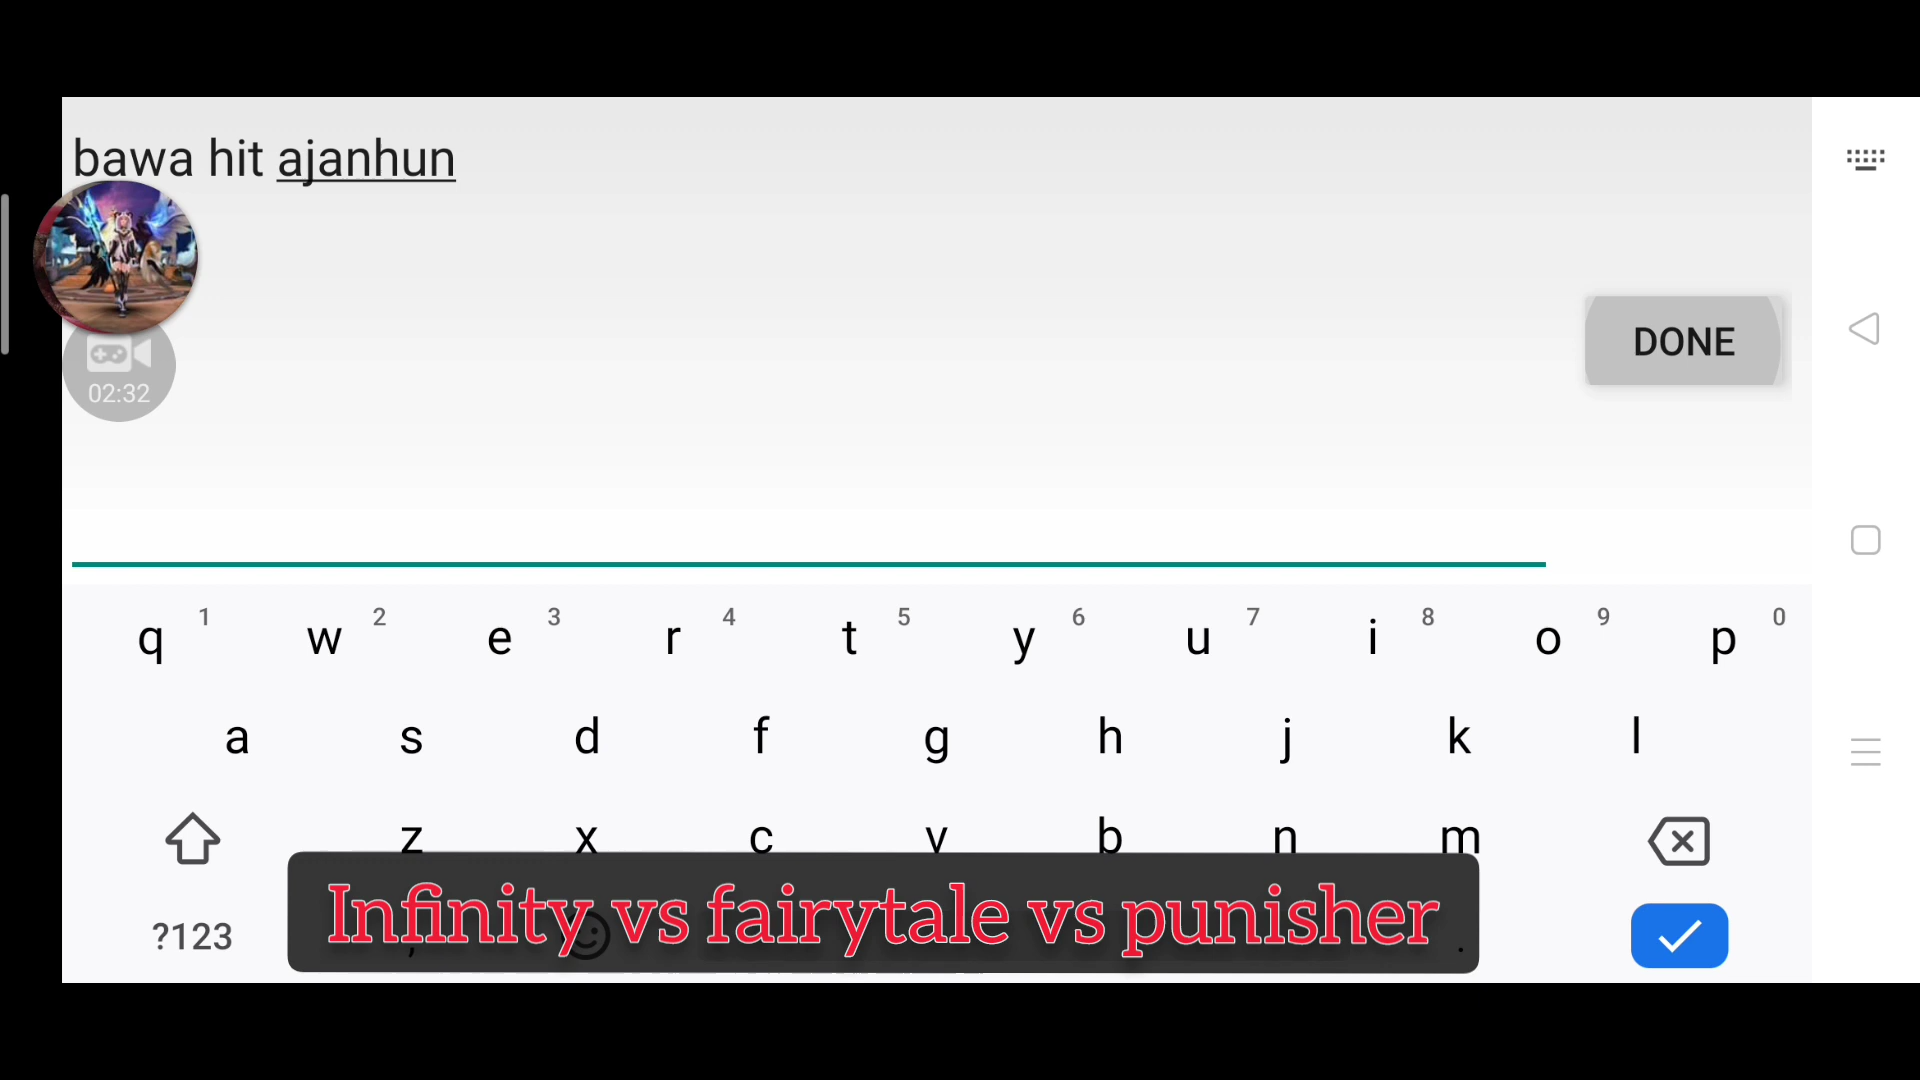 bawa hit ajanhun
DONE
02:32
q 1 w 2 e 3 r 4 t 5 y 6 u 7 i 8 o 9 p 0
a s d f g h j k l
z x c v b n m
?123 , .
Infinity vs fairytale vs punisher